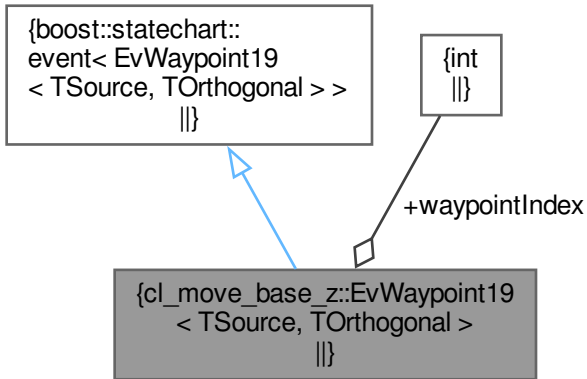 {boost::statechart::
event< EvWaypoint19
< TSource, TOrthogonal > >
||}
{int
||}
+waypointIndex
{cl_move_base_z::EvWaypoint19
< TSource, TOrthogonal >
||}